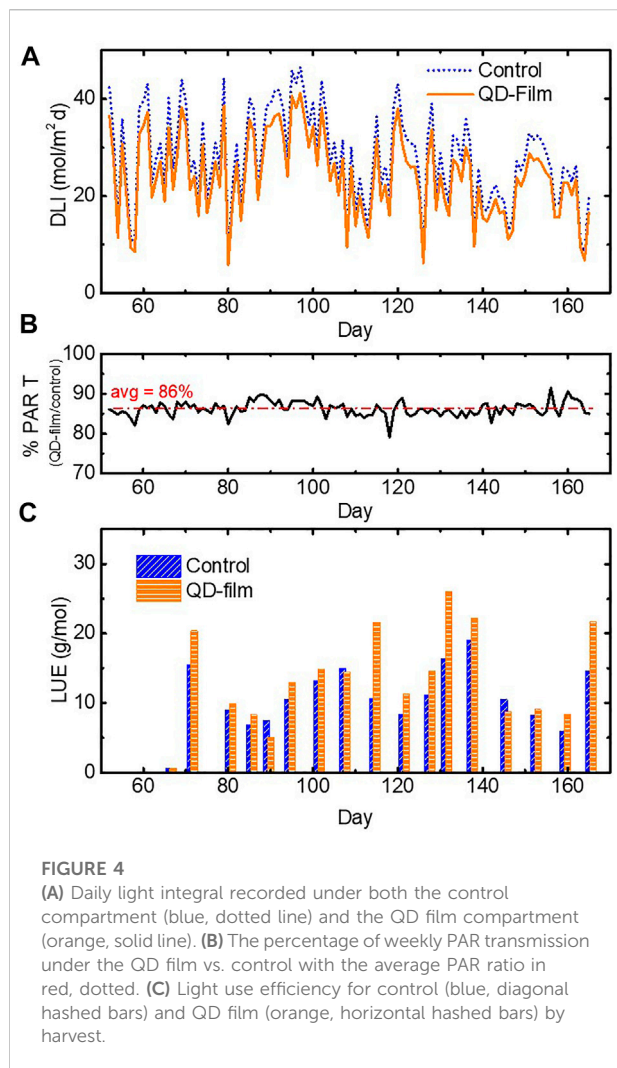 A
Control
QD-Film
DLI (mol/m² d)
40
20
0
60 80 100 120 140 160
Day
B
% PAR T
(QD-film/control)
100
90
80
70
avg = 86%
60 80 100 120 140 160
Day
C
Control
QD-film
LUE (g/mol)
30
20
10
0
60 80 100 120 140 160
Day
FIGURE 4
(A) Daily light integral recorded under both the control
compartment (blue, dotted line) and the QD film compartment
(orange, solid line). (B) The percentage of weekly PAR transmission
under the QD film vs. control with the average PAR ratio in
red, dotted. (C) Light use efficiency for control (blue, diagonal
hashed bars) and QD film (orange, horizontal hashed bars) by
harvest.